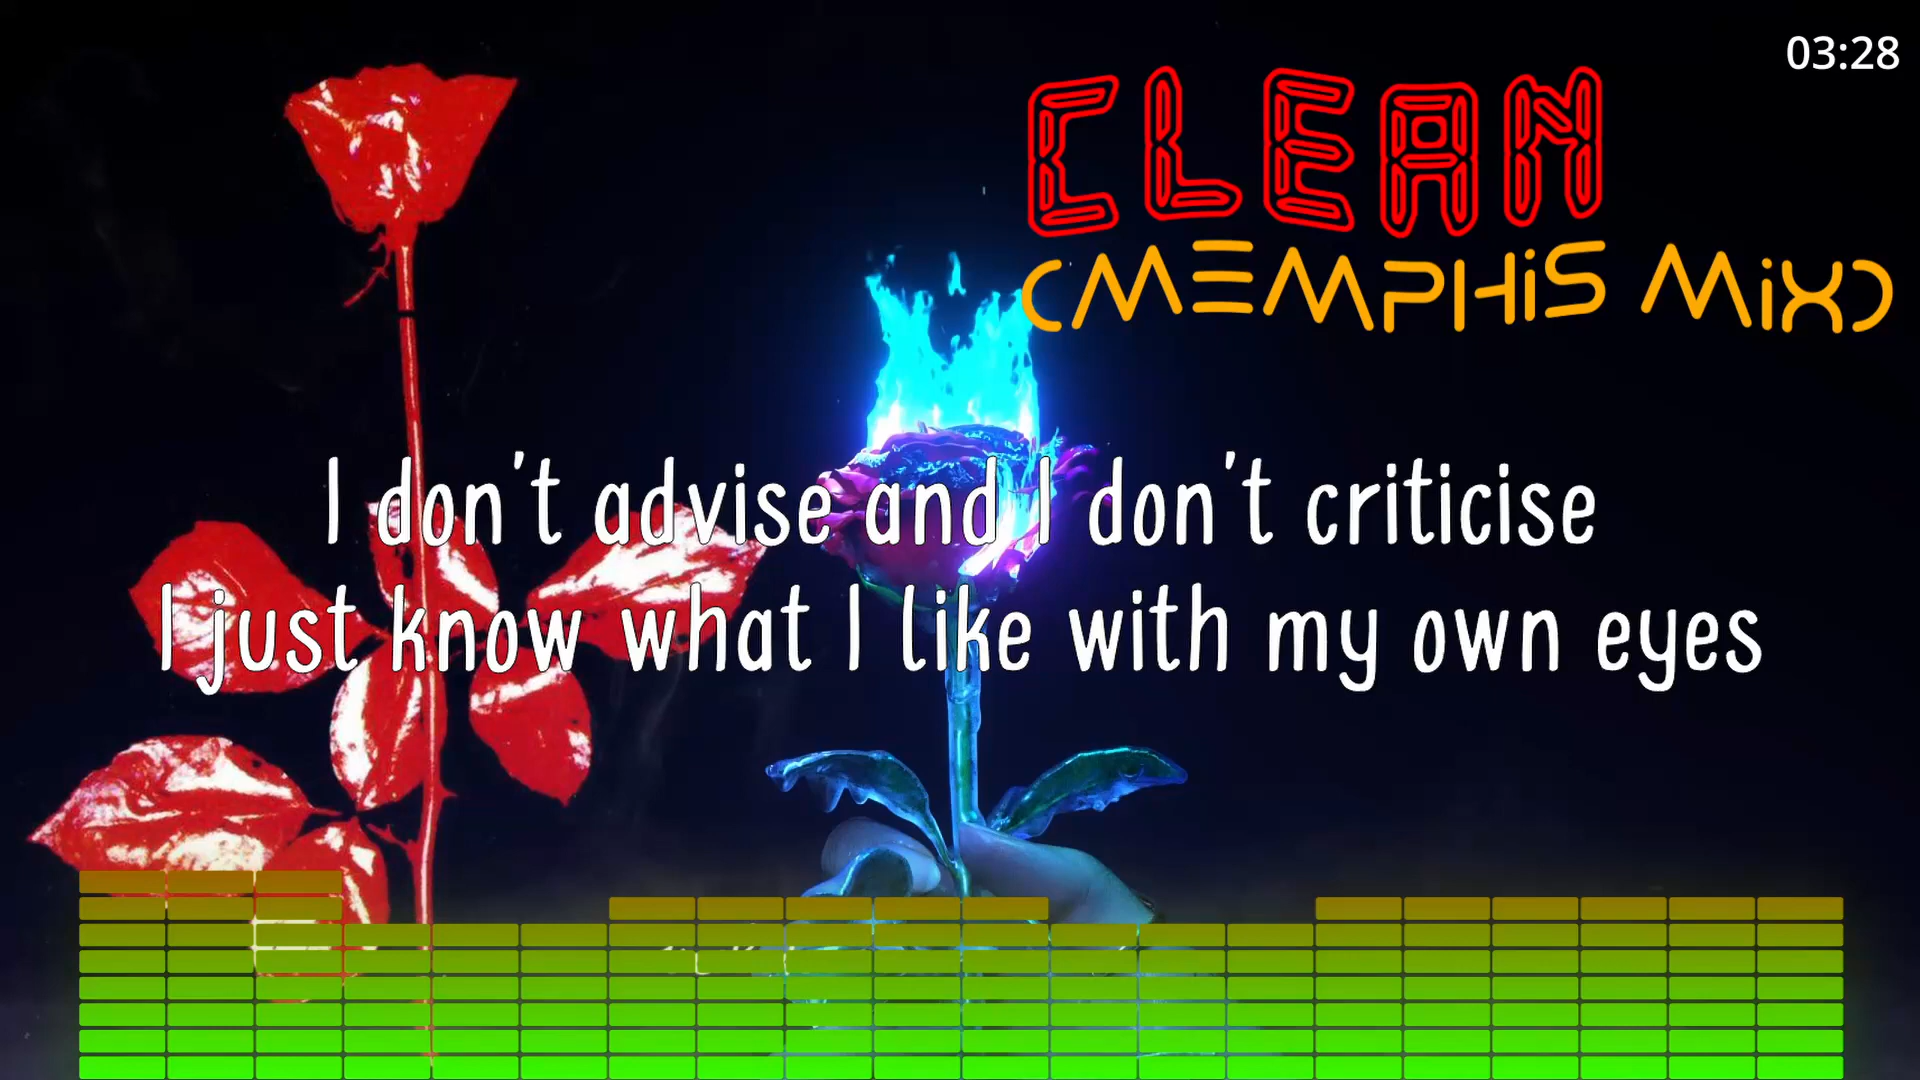 03:28
CLEAN
(MEMPHiS MiX)
I don't advise and I don't criticise
I just know what I like with my own eyes